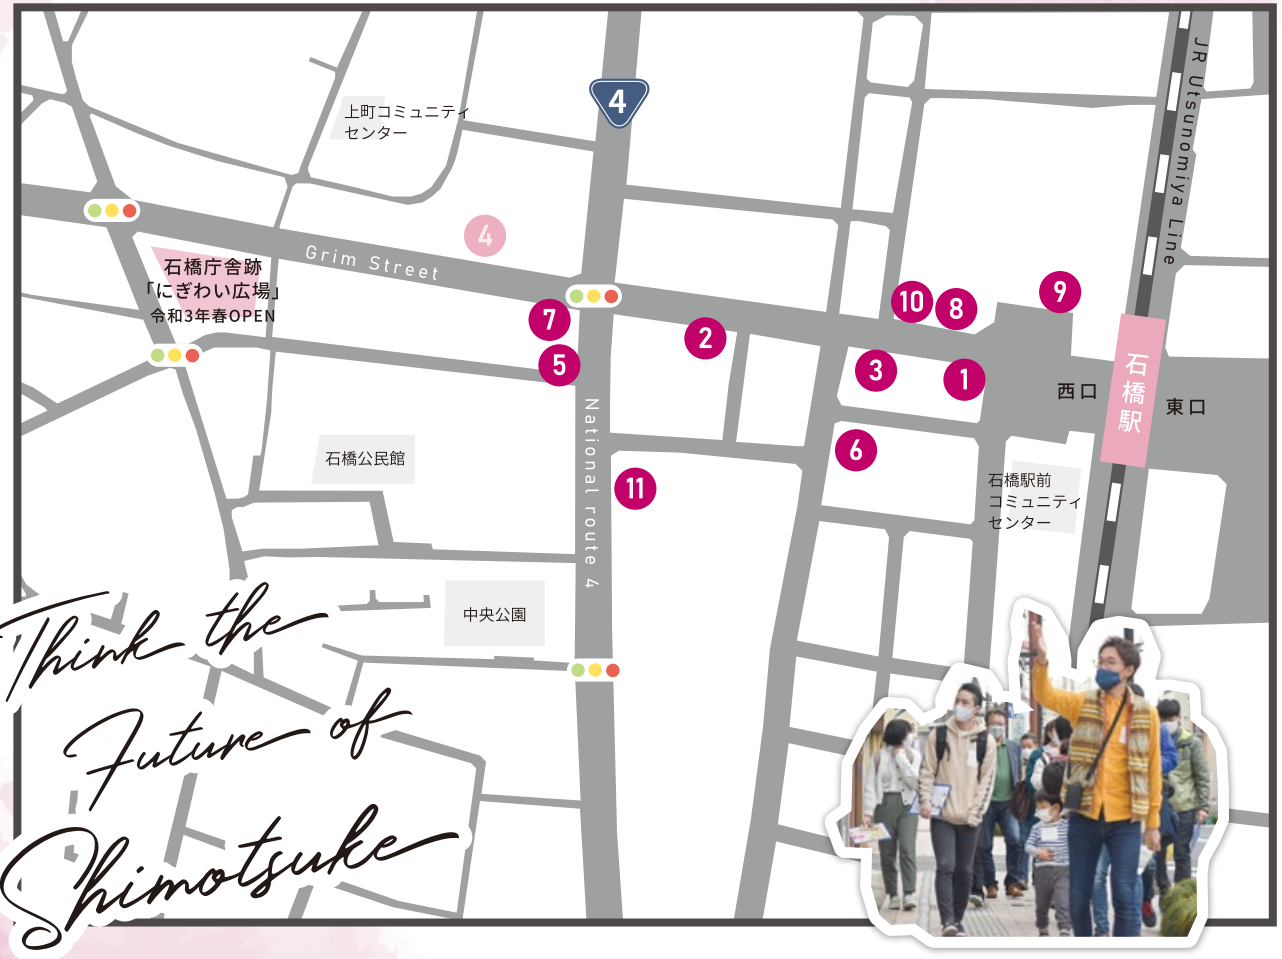 4
JR Utsunomiya Line
上町コミュニティ
センター
4
Grim Street
石橋庁舎跡
「にぎわい広場」
令和3年春OPEN
7
5
2
10
8
9
3
1
6
11
西口
石橋駅
東口
National route 4
石橋公民館
石橋駅前
コミュニティ
センター
中央公園
Think the
Future of
Shimotsuke